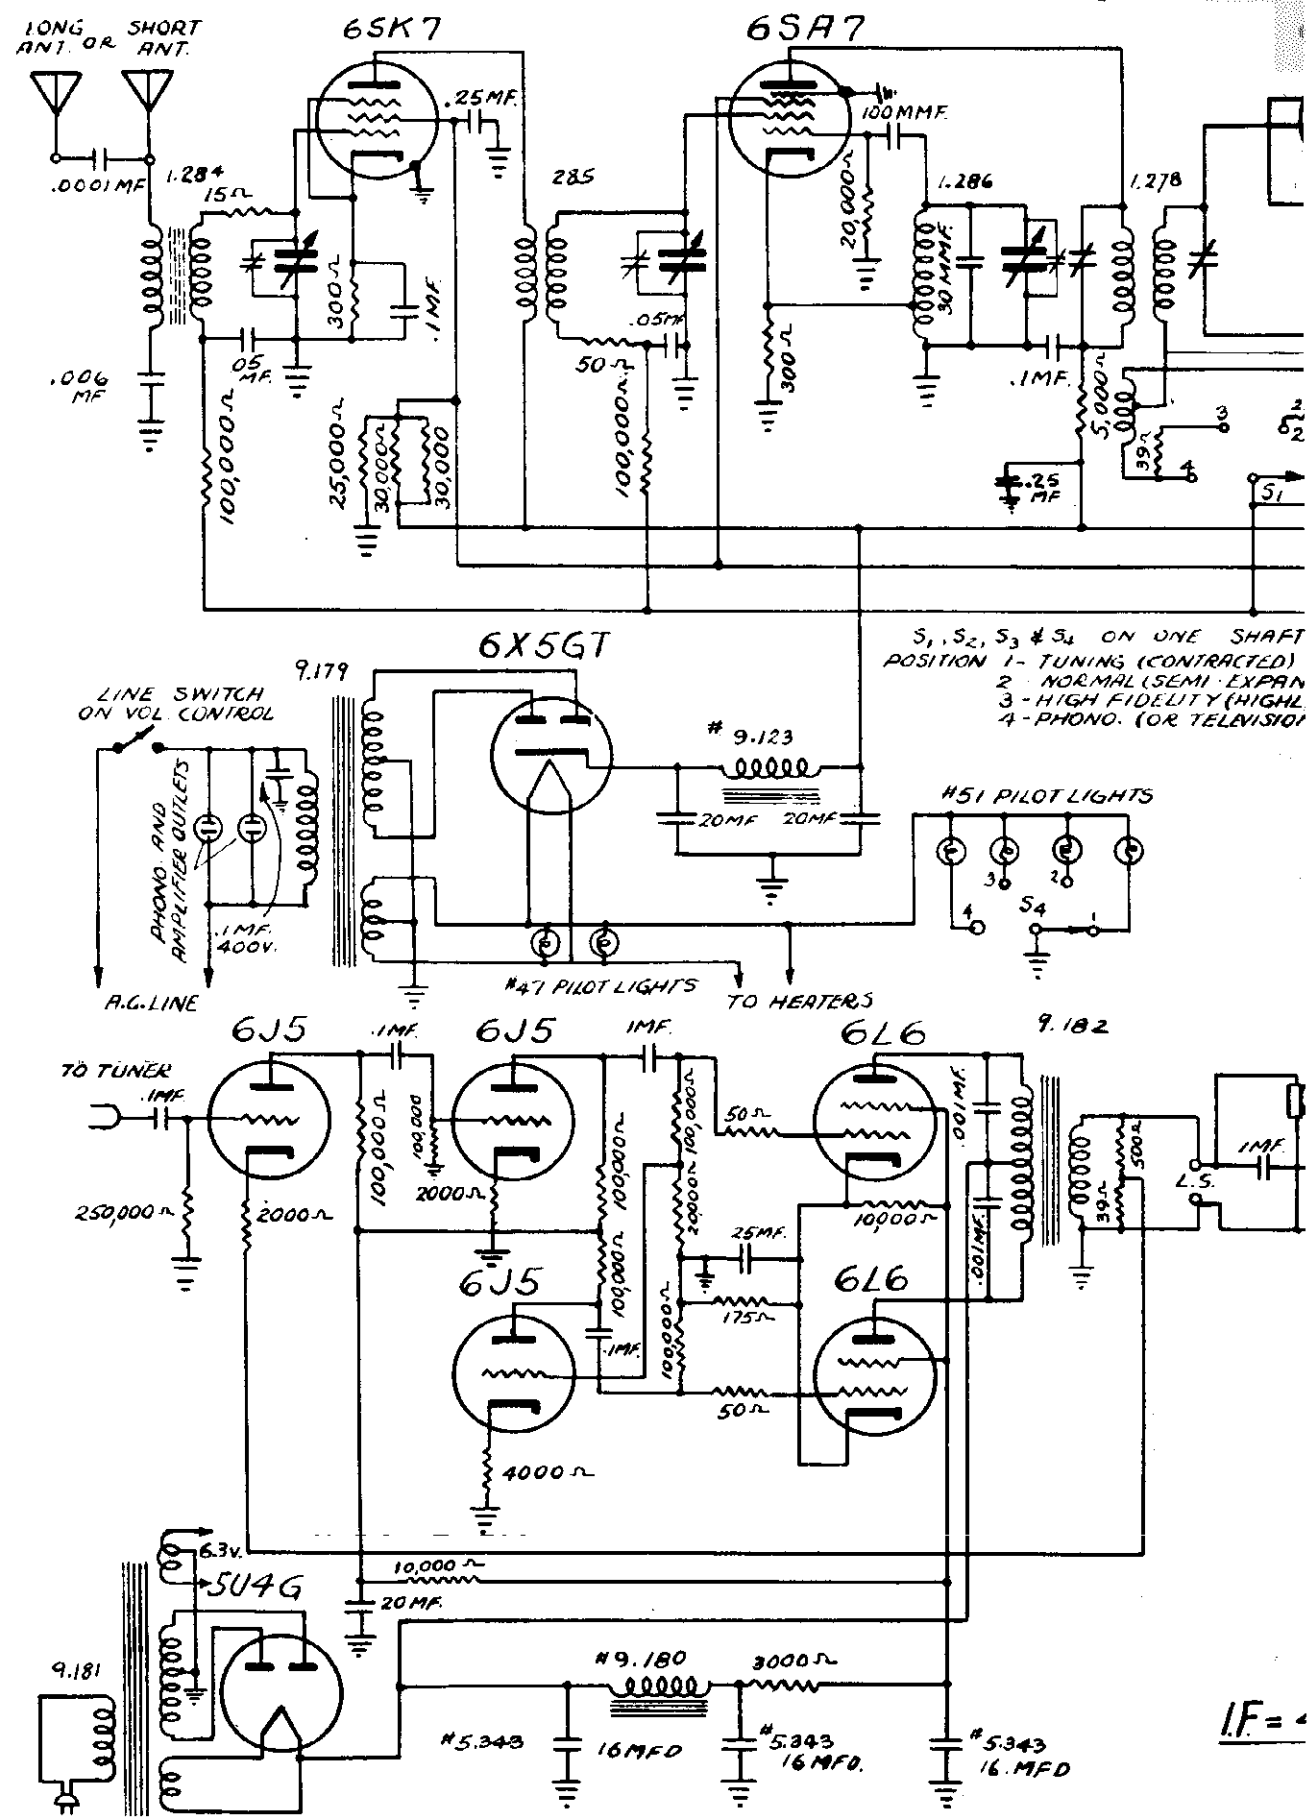 LONG ANT. OR SHORT ANT.
6SK7
6SA7
.0001 MF
1.284
15Ω
.25 MF.
285
100 MMF.
20,000Ω
1.286
30 MMF.
1.278
300Ω
.1 MF.
.05 MF.
.006 MF
100,000Ω
25,000Ω
30,000Ω
30,000
50Ω
.05 MF
100,000Ω
300Ω
.1 MF.
5,000Ω
39Ω
3
4
.25 MF
S1
6X5GT
S1, S2, S3 & S4 ON ONE SHAFT
POSITION 1- TUNING (CONTRACTED)
2 NORMAL (SEMI-EXPAN
3 - HIGH FIDELITY (HIGHL
4 - PHONO. (OR TELEVISION
9.179
LINE SWITCH
ON VOL. CONTROL
# 9.123
20 MF
20 MF
PHONO. AND
AMPLIFIER OUTLETS
.1 MF.
400V.
A.C. LINE
#51 PILOT LIGHTS
3
2
4
S4
1
#47 PILOT LIGHTS
TO HEATERS
6J5
.1 MF.
6J5
1MF.
6L6
9.182
TO TUNER
.1 MF.
250,000Ω
2000Ω
100,000Ω
100,000
2000Ω
100,000Ω
100,000Ω
50Ω
.001 MF.
500Ω
39Ω
L.S.
1MF.
10,000Ω
25 MF.
.001 MF.
6J5
100,000Ω
175Ω
6L6
.1 MF.
100,000Ω
50Ω
4000Ω
6.3V.
5U4G
10,000Ω
20 MF.
9.181
#9.180
3000Ω
#5.343
16 MFD
#5.343
16 MFD.
#5.343
16. MFD
I.F. =